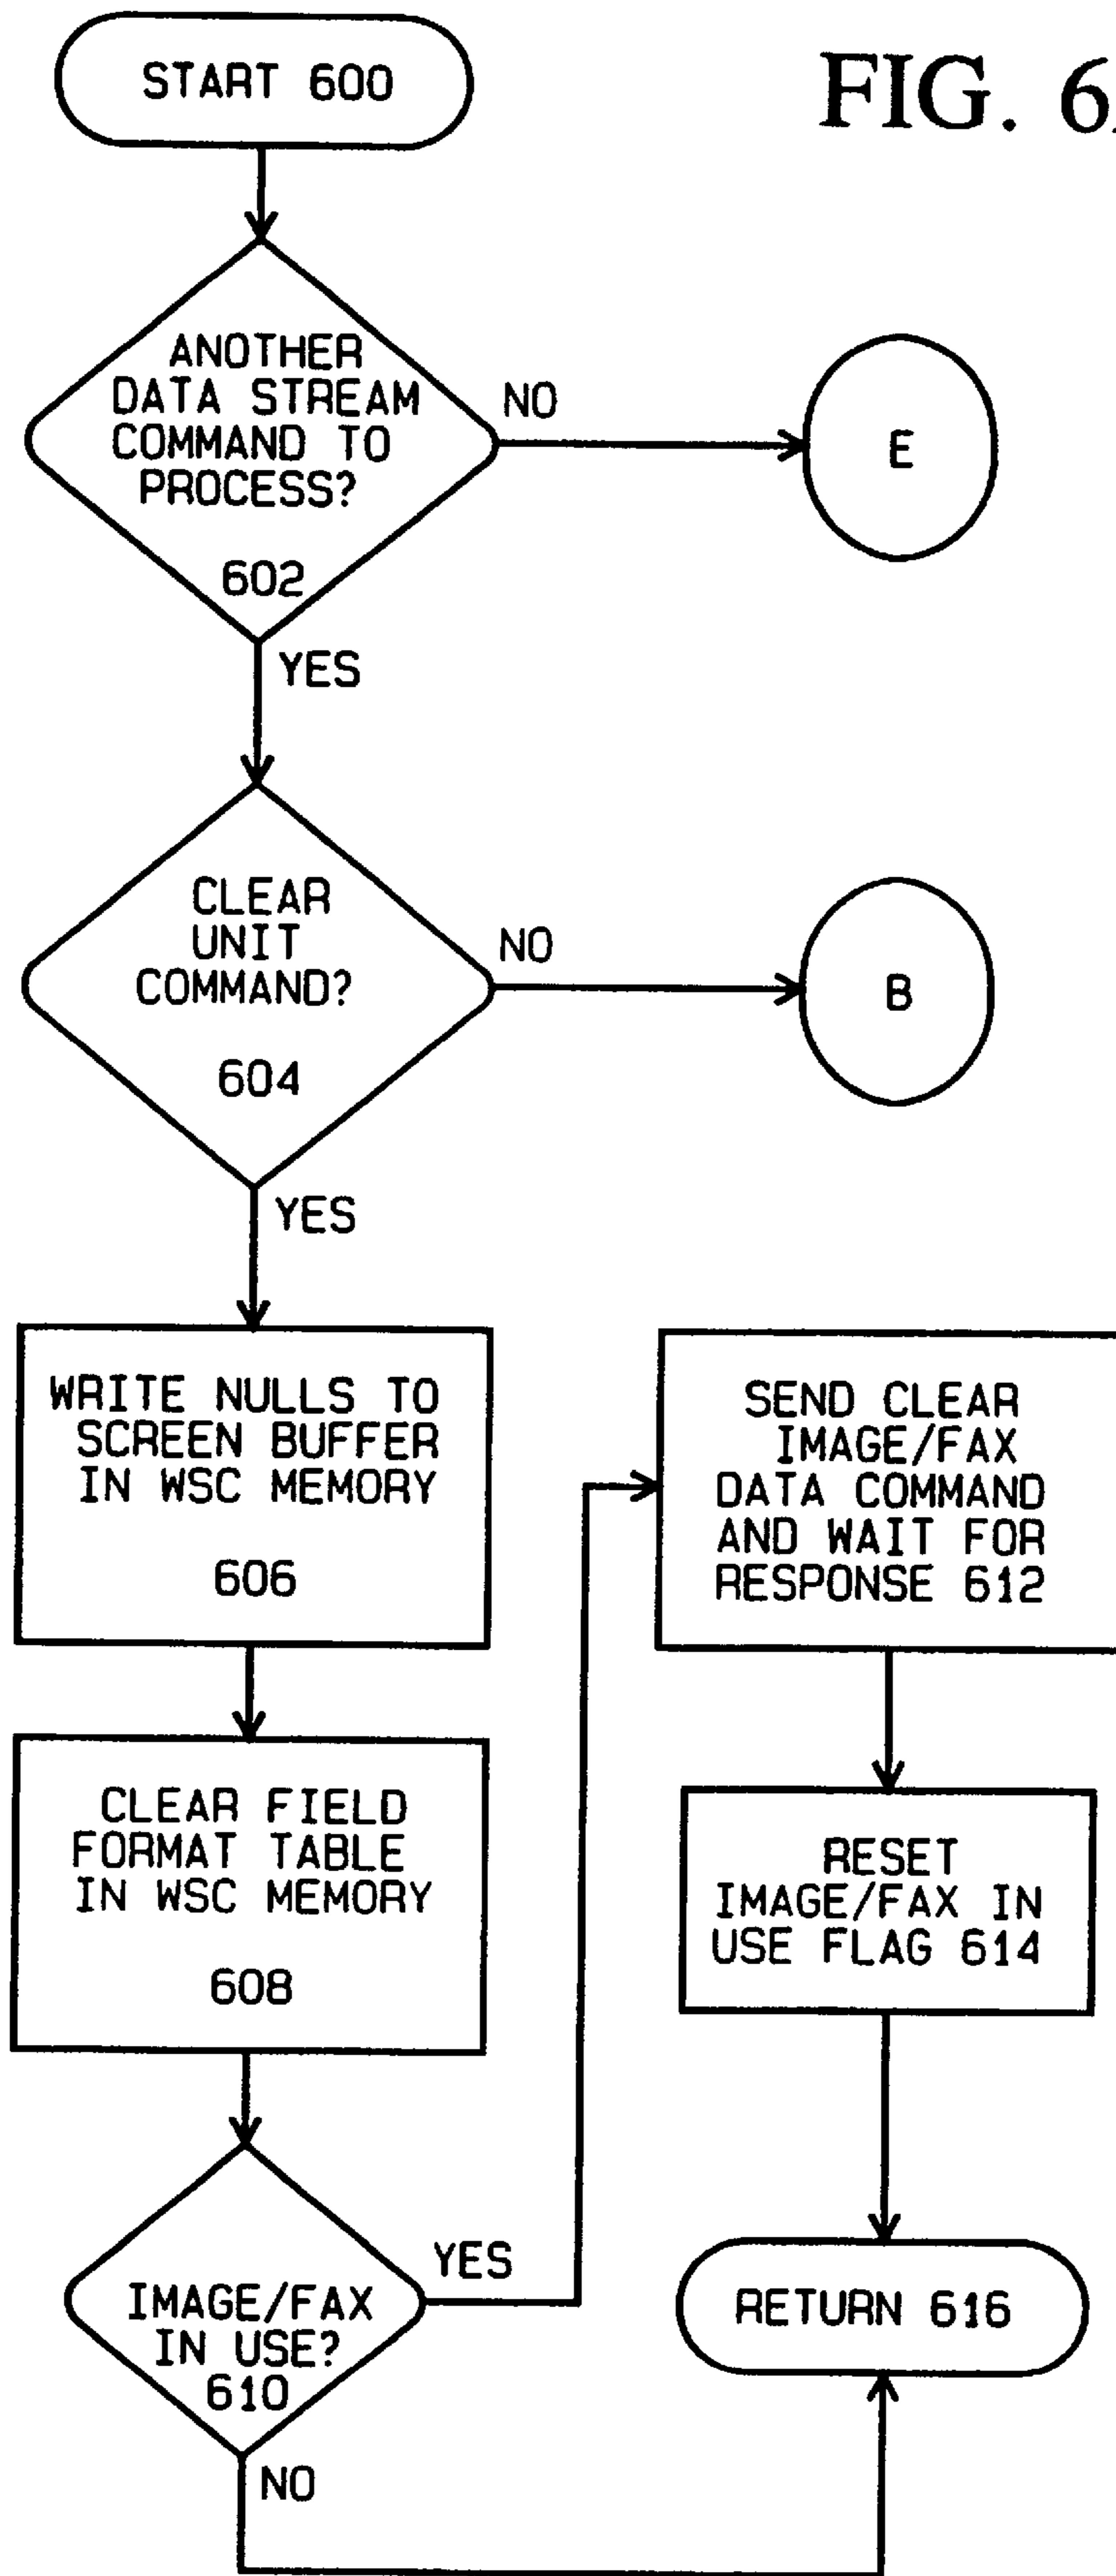 START 600
FIG. 6
ANOTHER
DATA STREAM
COMMAND TO
PROCESS?
602
NO
E
YES
CLEAR
UNIT
COMMAND?
604
NO
B
YES
WRITE NULLS TO
SCREEN BUFFER
IN WSC MEMORY
606
CLEAR FIELD
FORMAT TABLE
IN WSC MEMORY
608
IMAGE/FAX
IN USE?
610
YES
NO
SEND CLEAR
IMAGE/FAX
DATA COMMAND
AND WAIT FOR
RESPONSE 612
RESET
IMAGE/FAX IN
USE FLAG 614
RETURN 616